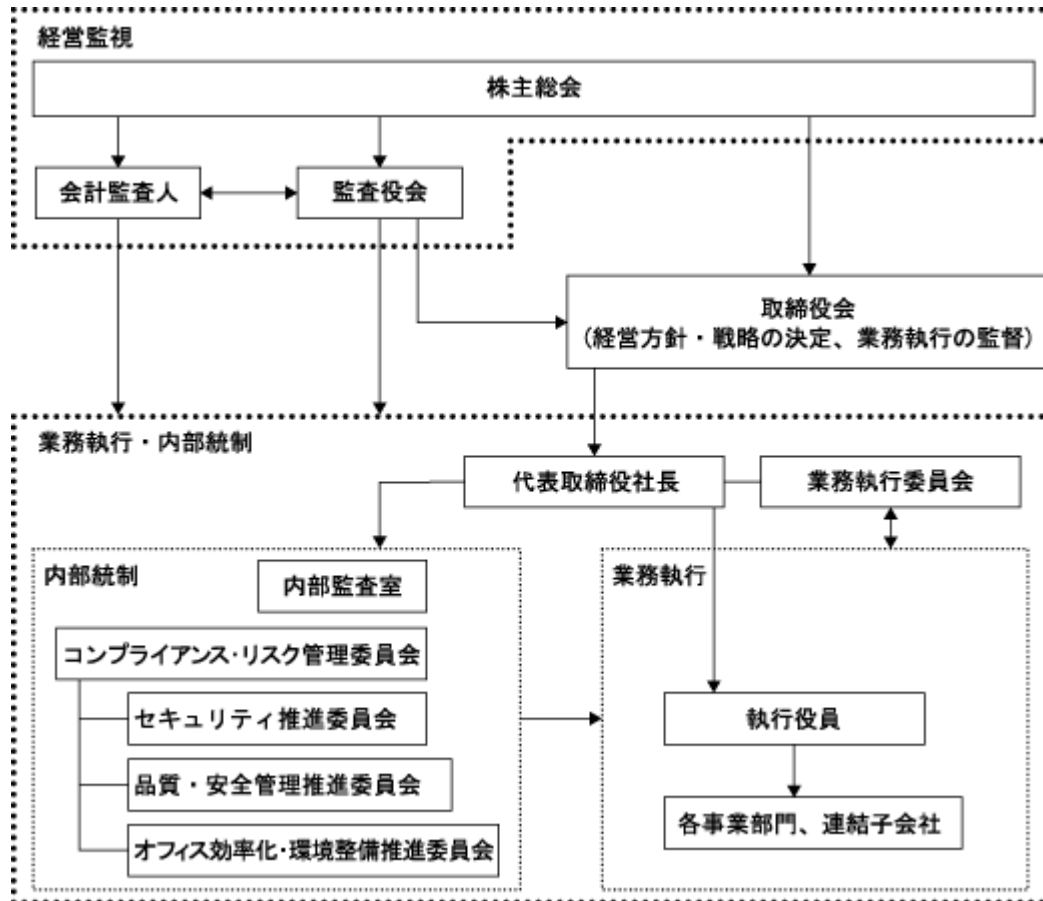 経営監視
株主総会
会計監査人
監査役会
取締役会
(経営方針・戦略の決定、業務執行の監督)
業務執行・内部統制
代表取締役社長
業務執行委員会
内部統制
内部監査室
コンプライアンス・リスク管理委員会
セキュリティ推進委員会
品質・安全管理推進委員会
オフィス効率化・環境整備推進委員会
業務執行
執行役員
各事業部門、連結子会社